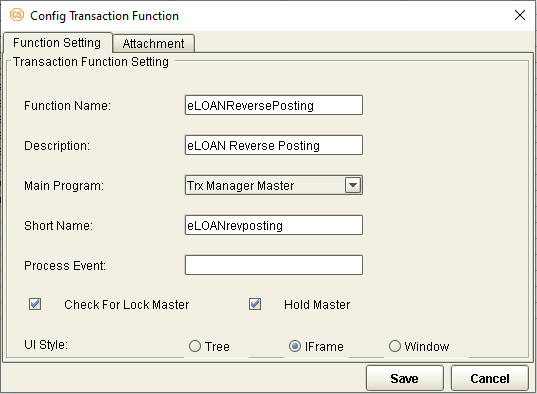 CS Config Transaction Function
Function Setting Attachment
Transaction Function Setting
Function Name: eLOANReversePosting
Description: eLOAN Reverse Posting
Main Program: Trx Manager Master
Short Name: eLOANrevposting
Process Event:
Check For Lock Master Hold Master
UI Style: Tree IFrame Window
Save Cancel